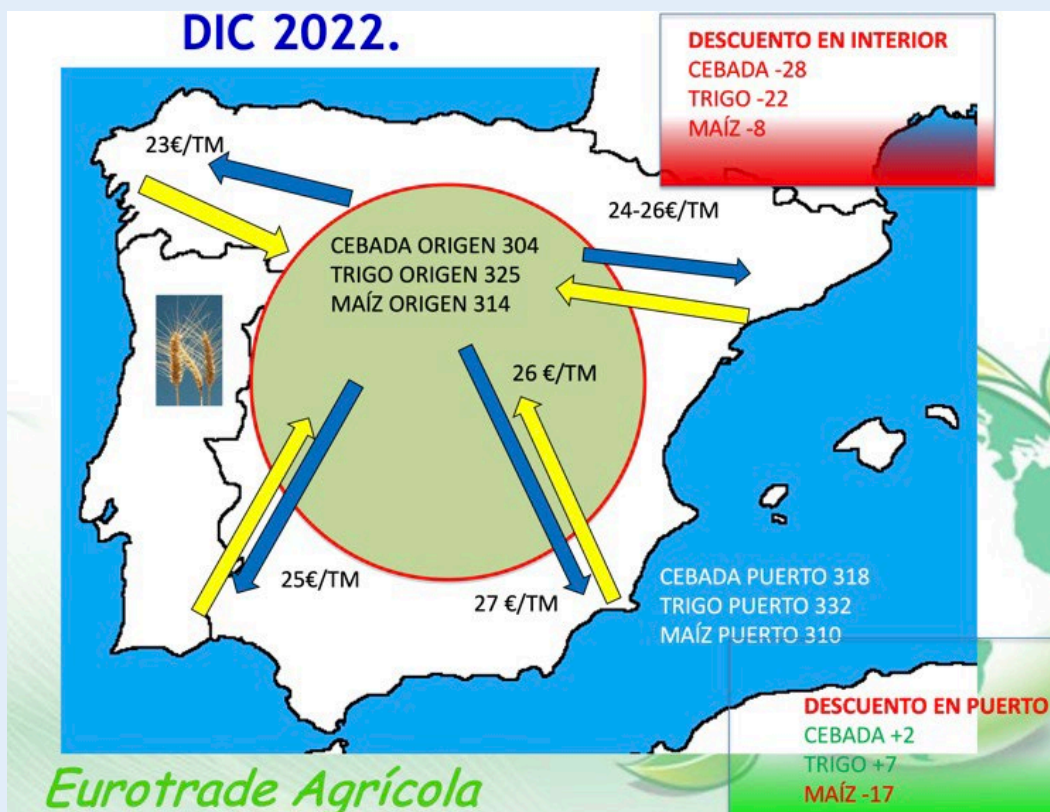 DIC 2022.
DESCUENTO EN INTERIOR
CEBADA -28
TRIGO -22
MAÍZ -8
23€/TM
24-26€/TM
CEBADA ORIGEN 304
TRIGO ORIGEN 325
MAÍZ ORIGEN 314
26 €/TM
25€/TM
27 €/TM
CEBADA PUERTO 318
TRIGO PUERTO 332
MAÍZ PUERTO 310
DESCUENTO EN PUERTO
CEBADA +2
TRIGO +7
MAÍZ -17
Eurotrade Agrícola